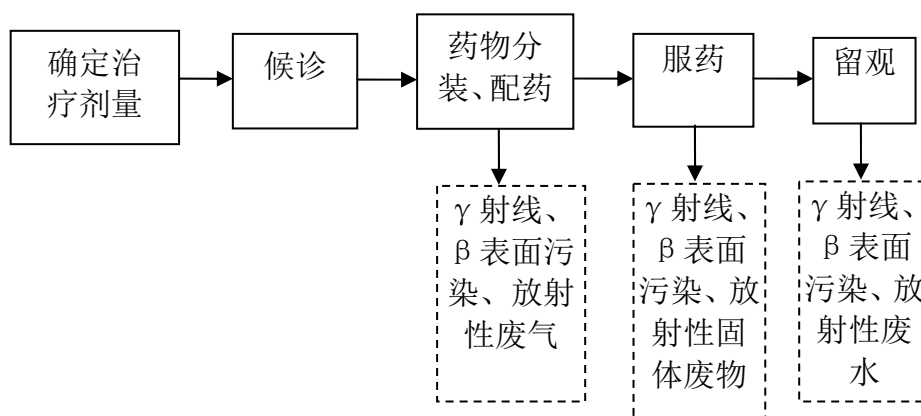 确定治
疗剂量
候诊
药物分
装、配药
服药
留观
γ射线、
β表面污
染、放射
性废气
γ射线、
β表面
污染、放
射性固
体废物
γ射线、
β表面
污染、放
射性废
水